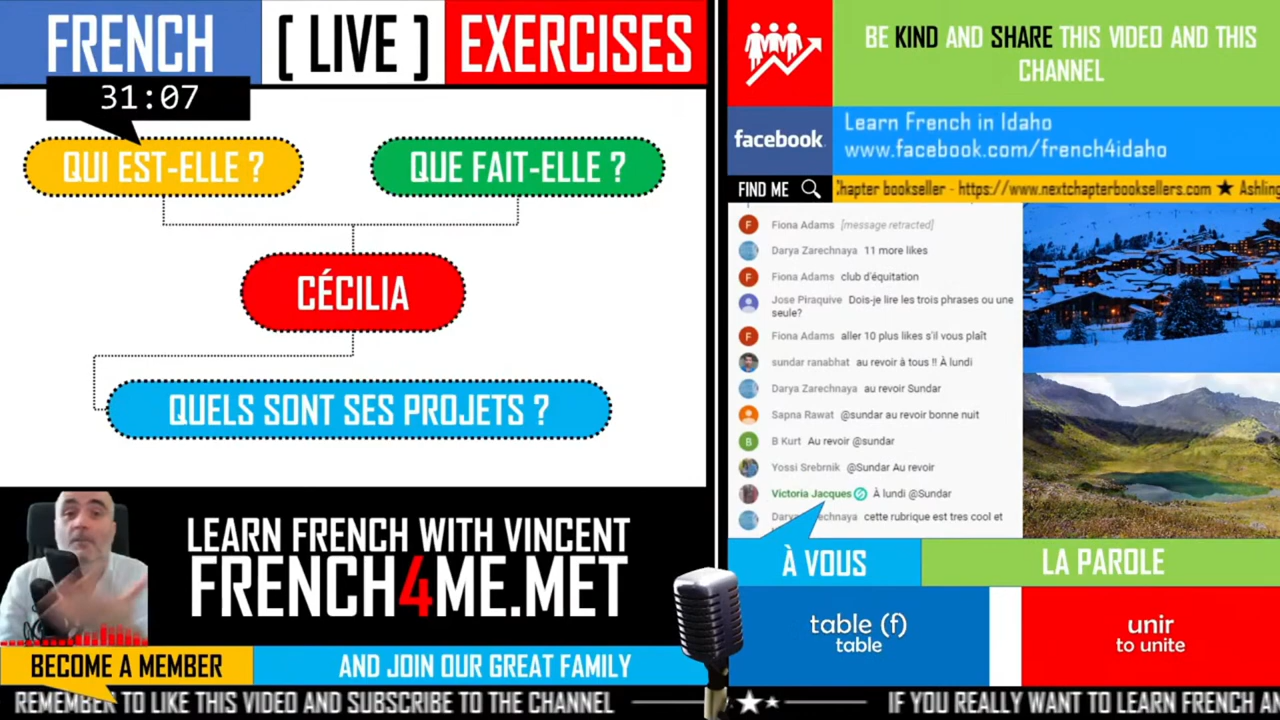 FRENCH
[ LIVE ]
EXERCISES
31:07
QUI EST-ELLE ?
QUE FAIT-ELLE ?
CÉCILIA
QUELS SONT SES PROJETS ?
LEARN FRENCH WITH VINCENT
FRENCH4ME.MET
BECOME A MEMBER
AND JOIN OUR GREAT FAMILY
REMEMBER TO LIKE THIS VIDEO AND SUBSCRIBE TO THE CHANNEL
IF YOU REALLY WANT TO LEARN FRENCH
BE KIND AND SHARE THIS VIDEO AND THIS
CHANNEL
facebook
Learn French in Idaho
www.facebook.com/french4idaho
FIND ME
Chapter bookseller - https://www.nextchapterbooksellers.com ★
Fiona Adams [message retracted]
Darya Zarechnaya 11 more likes
Fiona Adams club d'équitation
Jose Piraquive Dois-je lire les trois phrases ou une
seule?
Fiona Adams aller 10 plus likes s'il vous plaît
sundar ranabhat au revoir à tous !! À lundi
Darya Zarechnaya au revoir Sundar
Sapna Rawat @sundar au revoir bonne nuit
B Kurt Au revoir @sundar
Yossi Srebrnik @Sundar Au revoir
Victoria Jacques À lundi @Sundar
cette rubrique est tres cool et
À VOUS
LA PAROLE
table (f)
table
unir
to unite